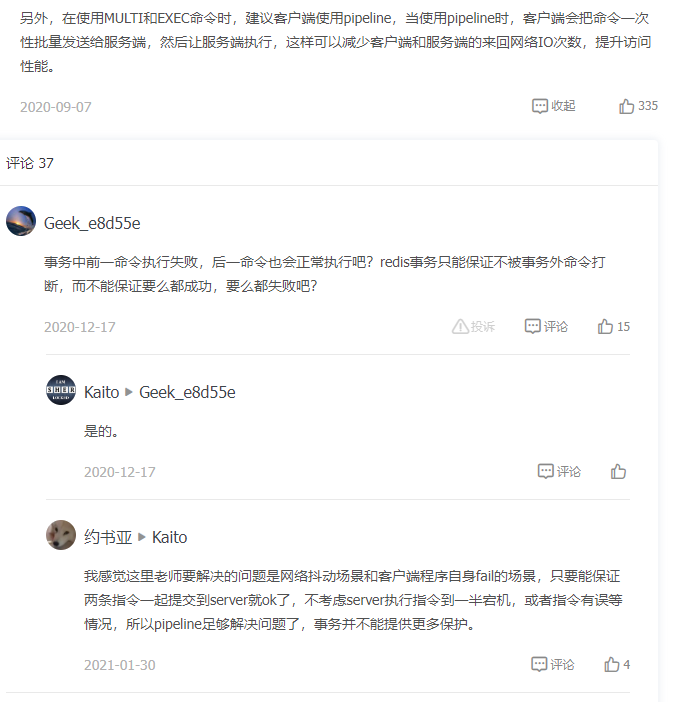 另外，在使用MULTI和EXEC命令时，建议客户端使用pipeline，当使用pipeline时，客户端会把命令一次
性批量发送给服务端，然后让服务端执行，这样可以减少客户端和服务端的来回网络IO次数，提升访问
性能。
2020-09-07 收起 335
评论 37
Geek_e8d55e
事务中前一命令执行失败，后一命令也会正常执行吧？redis事务只能保证不被事务外命令打
断，而不能保证要么都成功，要么都失败吧？
2020-12-17 投诉 评论 15
I AM
SHER
LOCKED
Kaito ▶ Geek_e8d55e
是的。
2020-12-17 评论
约书亚 ▶ Kaito
我感觉这里老师要解决的问题是网络抖动场景和客户端程序自身fail的场景，只要能保证
两条指令一起提交到server就ok了，不考虑server执行指令到一半宕机，或者指令有误等
情况，所以pipeline足够解决问题了，事务并不能提供更多保护。
2021-01-30 评论 4